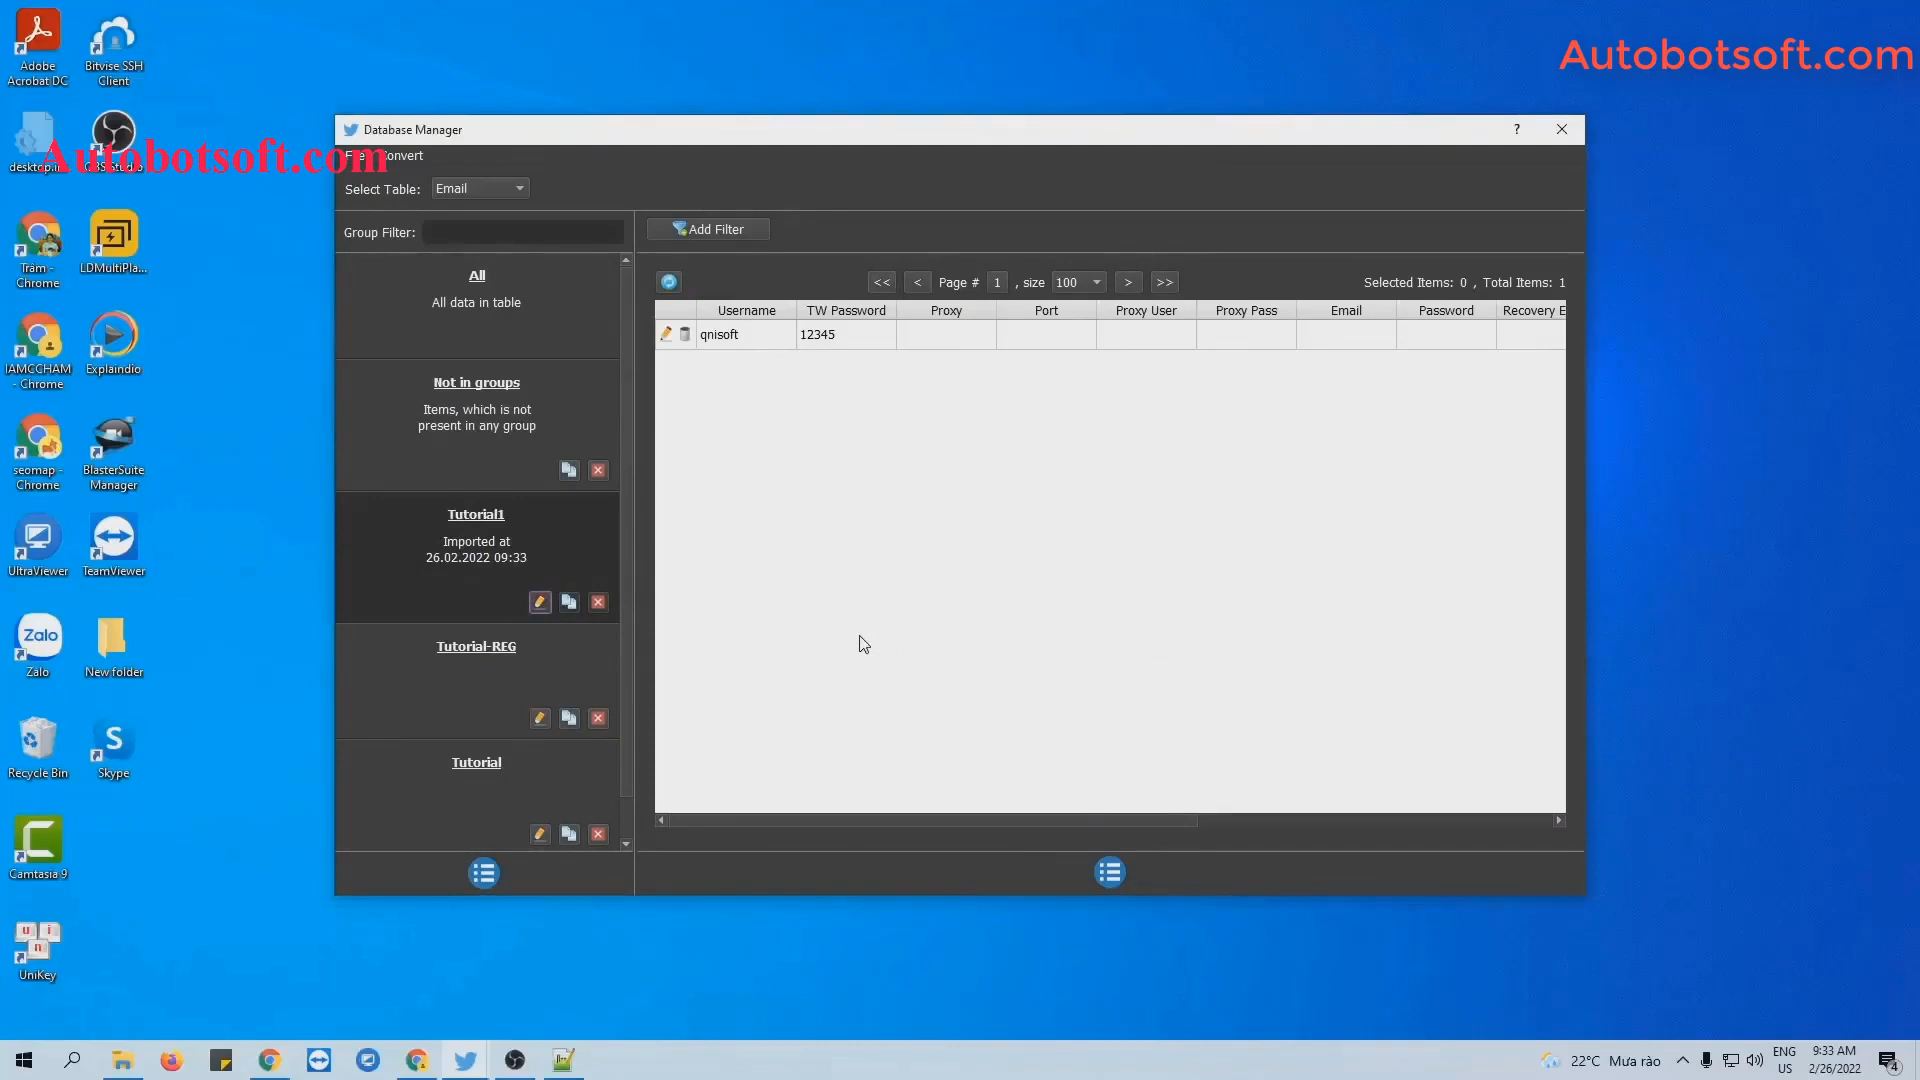 Autobotsoft.com
Adobe
Acrobat DC
Bitvise SSH
Client
Autobotsoft.com
Trâm -
Chrome
LDMultiPla...
IAMCCHAM
- Chrome
Explaindio
seomap -
Chrome
BlasterSuite
Manager
UltraViewer
TeamViewer
Zalo
Zalo
New folder
Recycle Bin
Skype
Camtasia 9
u i
n
UniKey
Database Manager
?
Select Table: Email
Group Filter:
Add Filter
All
All data in table
Not in groups
Items, which is not
present in any group
Tutorial1
Imported at
26.02.2022 09:33
Tutorial-REG
Tutorial
<< < Page # 1 , size 100 > >>
Selected Items: 0 , Total Items: 1
Username TW Password Proxy Port Proxy User Proxy Pass Email Password Recovery E
qnisoft 12345
22°C Mưa rào
ENG
US
9:33 AM
2/26/2022
4